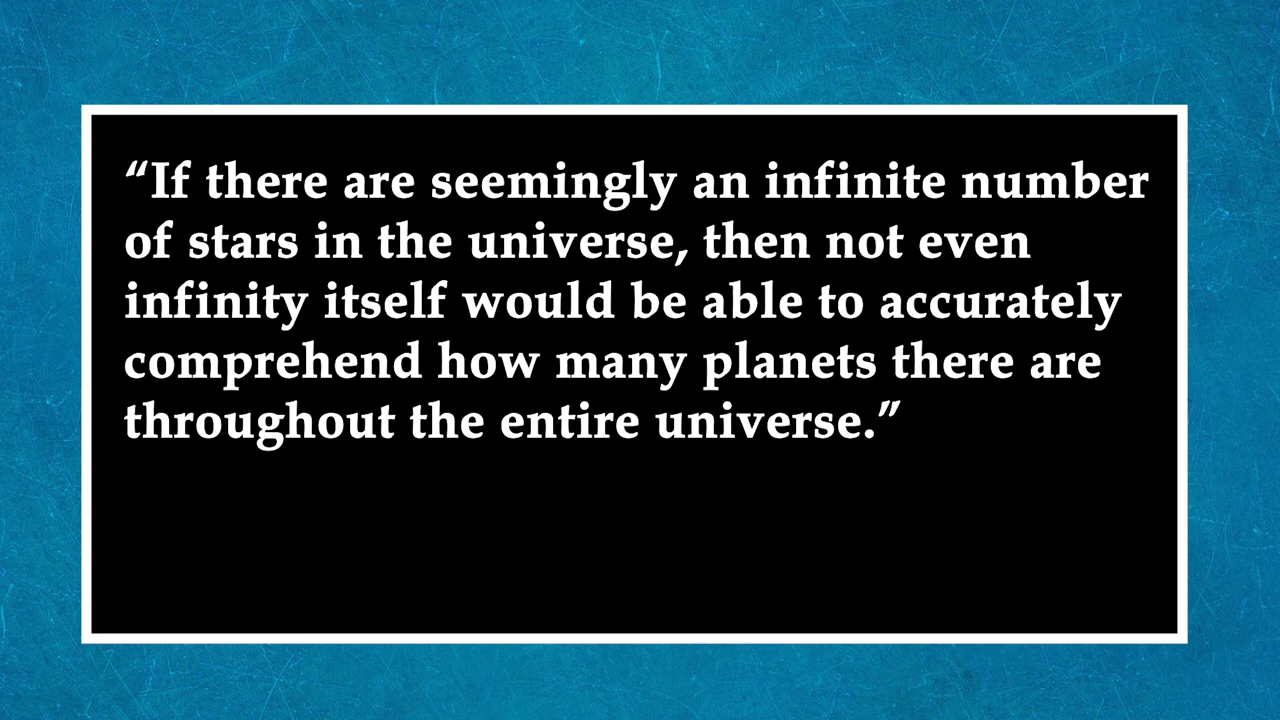 “If there are seemingly an infinite number
of stars in the universe, then not even
infinity itself would be able to accurately
comprehend how many planets there are
throughout the entire universe.”